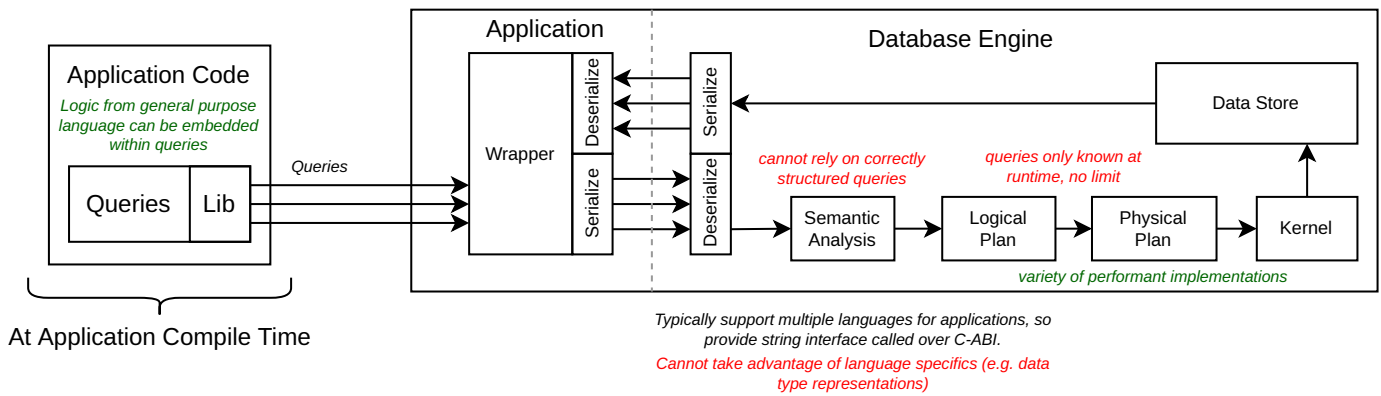 Application Code
Logic from general purpose
language can be embedded
within queries
Queries
Lib
At Application Compile Time
Queries
Application
Wrapper
Deserialize
Serialize
Database Engine
Serialize
Deserialize
cannot rely on correctly
structured queries
queries only known at
runtime, no limit
Semantic
Analysis
Logical
Plan
Physical
Plan
Kernel
Data Store
variety of performant implementations
Typically support multiple languages for applications, so
provide string interface called over C-ABI.
Cannot take advantage of language specifics (e.g. data
type representations)